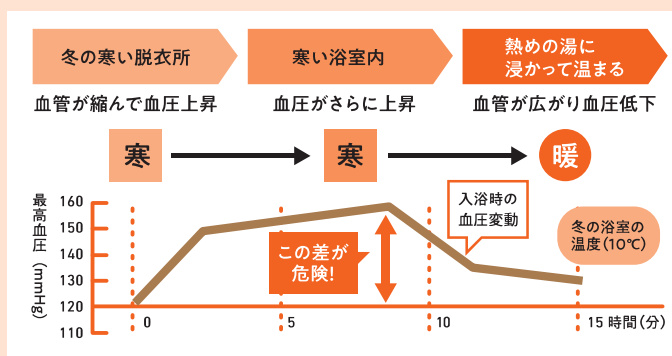 冬の寒い脱衣所
寒い浴室内
熱めの湯に
浸かって温まる
血管が縮んで血圧上昇
血圧がさらに上昇
血管が広がり血圧低下
寒
寒
暖
最高血圧（mmHg）
160
150
140
130
120
110
入浴時の
血圧変動
この差が
危険!
冬の浴室の
温度(10℃)
0
5
10
15 時間(分)